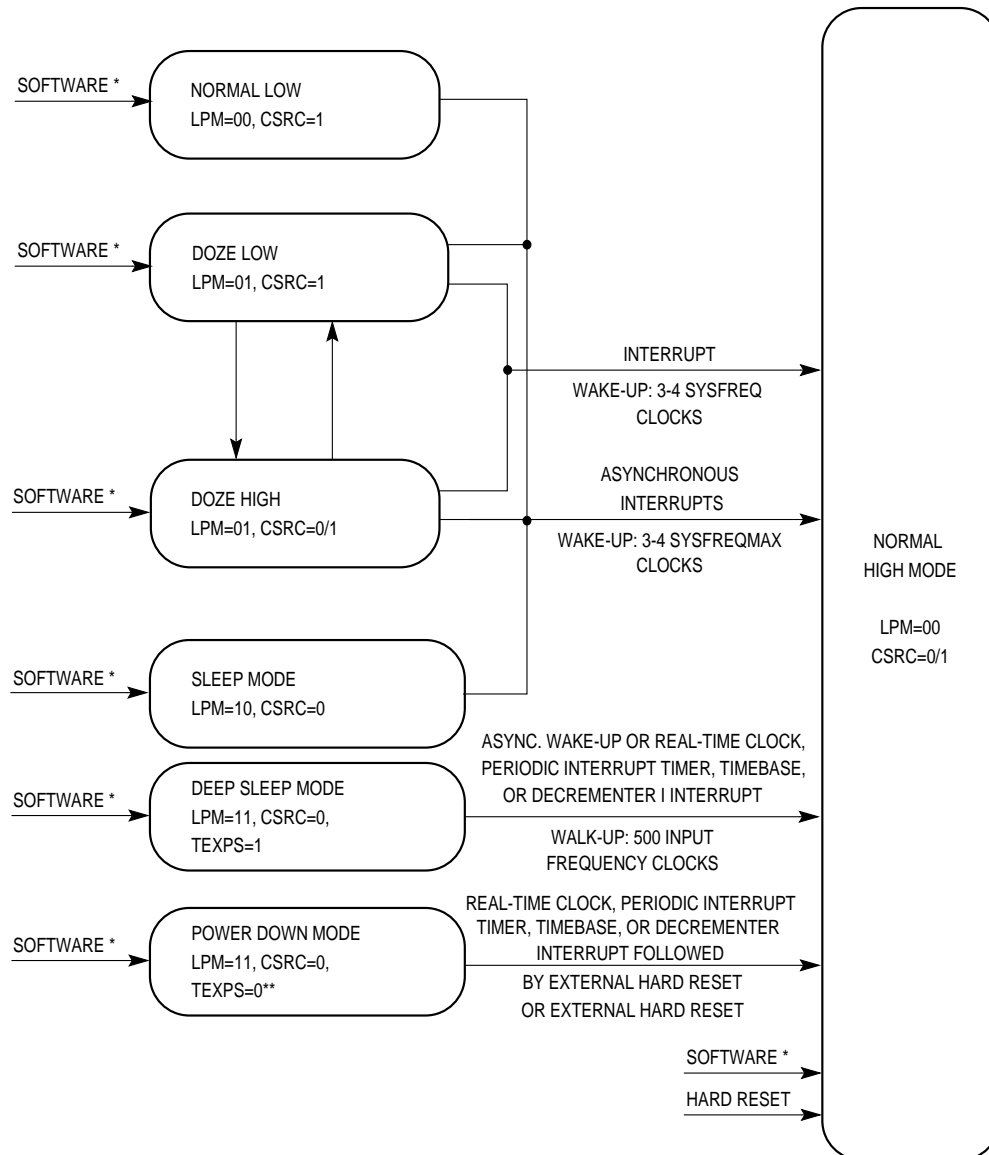 SOFTWARE *
NORMAL LOW
LPM=00, CSRC=1
SOFTWARE *
DOZE LOW
LPM=01, CSRC=1
INTERRUPT
WAKE-UP: 3-4 SYSFREQ
CLOCKS
SOFTWARE *
DOZE HIGH
LPM=01, CSRC=0/1
ASYNCHRONOUS
INTERRUPTS
WAKE-UP: 3-4 SYSFREQMAX
CLOCKS
NORMAL
HIGH MODE
LPM=00
CSRC=0/1
SOFTWARE *
SLEEP MODE
LPM=10, CSRC=0
SOFTWARE *
DEEP SLEEP MODE
LPM=11, CSRC=0,
TEXPS=1
ASYNC. WAKE-UP OR REAL-TIME CLOCK,
PERIODIC INTERRUPT TIMER, TIMEBASE,
OR DECREMENTER I INTERRUPT
WALK-UP: 500 INPUT
FREQUENCY CLOCKS
SOFTWARE *
POWER DOWN MODE
LPM=11, CSRC=0,
TEXPS=0**
REAL-TIME CLOCK, PERIODIC INTERRUPT
TIMER, TIMEBASE, OR DECREMENTER
INTERRUPT FOLLOWED
BY EXTERNAL HARD RESET
OR EXTERNAL HARD RESET
SOFTWARE *
HARD RESET